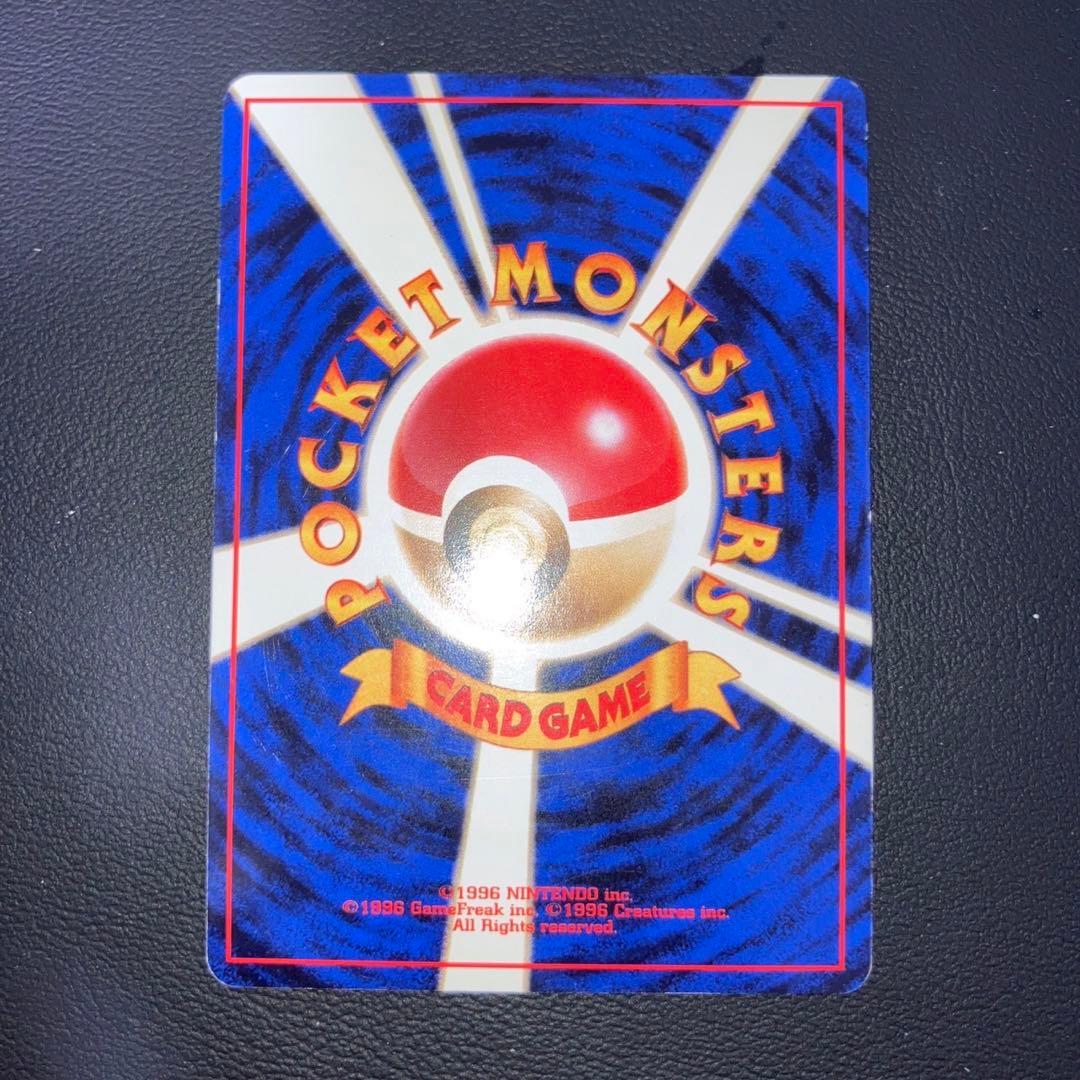 POCKET MONSTERS
CARD GAME
©1996 NINTENDO inc.
©1996 GameFreak inc. ©1996 Creatures inc.
All Rights reserved.